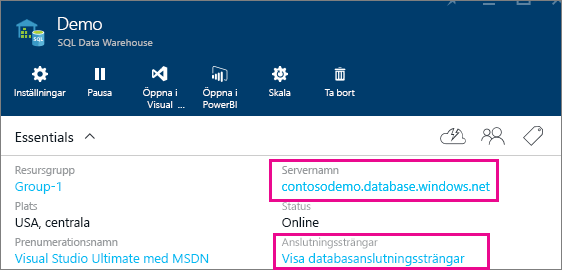 Demo
SQL Data Warehouse
SQL
Inställningar
Pausa
Öppna i
Visual ...
Öppna i
PowerBI
Skala
Ta bort
Essentials
Resursgrupp
Group-1
Servernamn
contosodemo.database.windows.net
Plats
USA, centrala
Status
Online
Prenumerationsnamn
Visual Studio Ultimate med MSDN
Anslutningssträngar
Visa databasanslutningssträngar